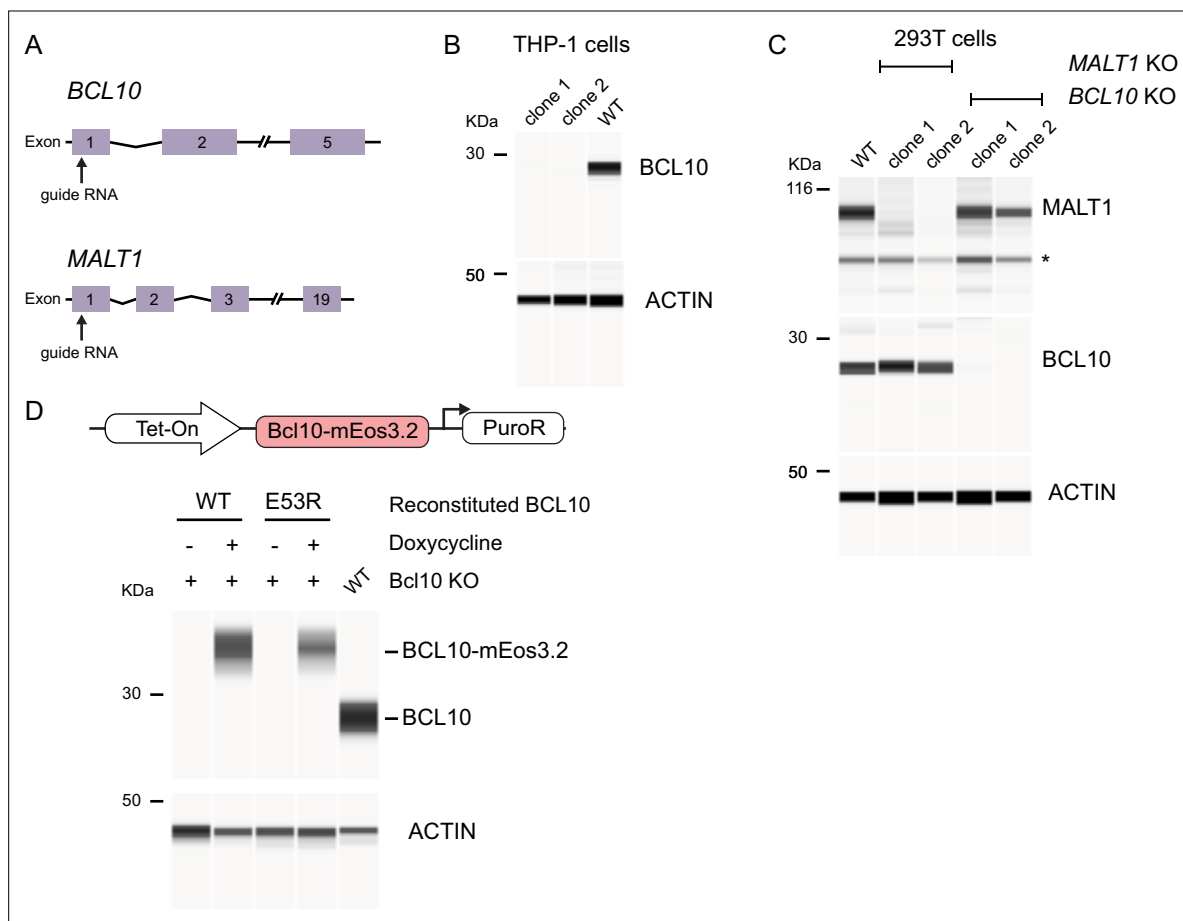 A
BCL10
Exon 1 2 5
guide RNA
MALT1
Exon 1 2 3 19
guide RNA
B
THP-1 cells
clone 1 clone 2 WT
KDa
30
BCL10
50
ACTIN
C
293T cells
MALT1 KO
BCL10 KO
WT clone 1 clone 2 clone 1 clone 2
KDa
116
MALT1
*
30
BCL10
50
ACTIN
D
Tet-On Bcl10-mEos3.2 PuroR
WT E53R Reconstituted BCL10
- + - + Doxycycline
+ + + + WT Bcl10 KO
KDa
BCL10-mEos3.2
30
BCL10
50
ACTIN